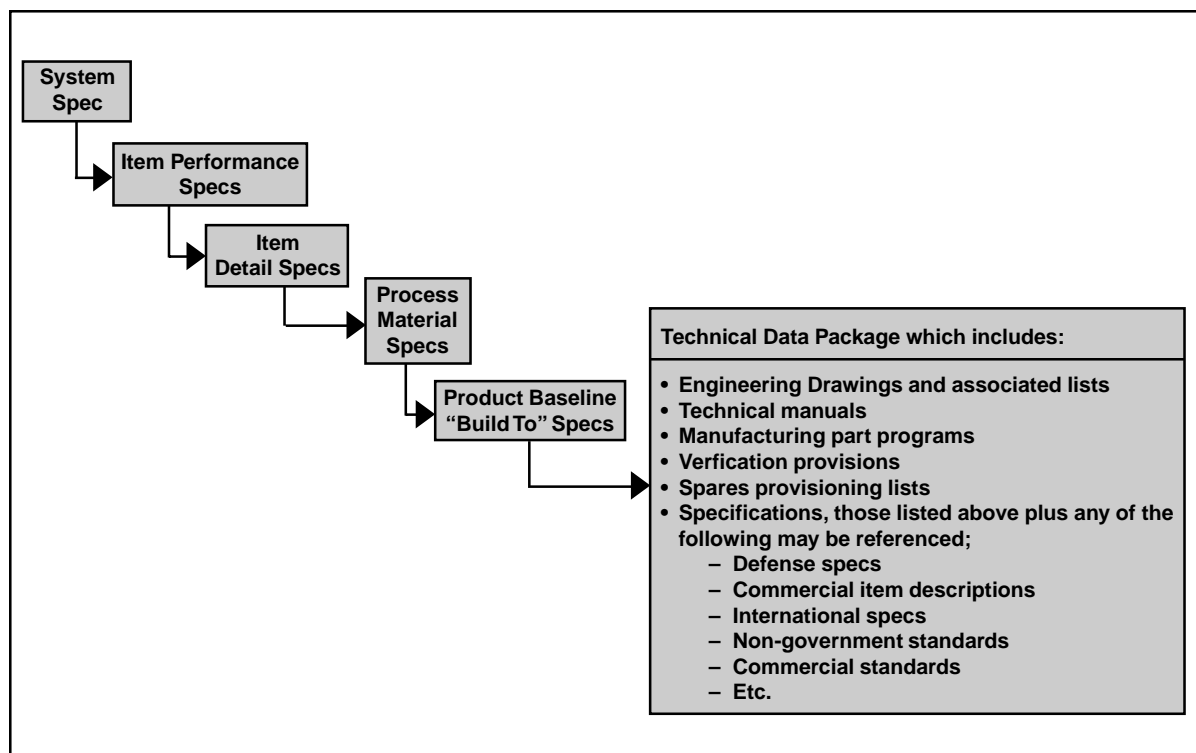 System
Spec
Item Performance
Specs
Item
Detail Specs
Process
Material
Specs
Product Baseline
“Build To” Specs
Technical Data Package which includes:
• Engineering Drawings and associated lists
• Technical manuals
• Manufacturing part programs
• Verfication provisions
• Spares provisioning lists
• Specifications, those listed above plus any of the
following may be referenced;
– Defense specs
– Commercial item descriptions
– International specs
– Non-government standards
– Commercial standards
– Etc.